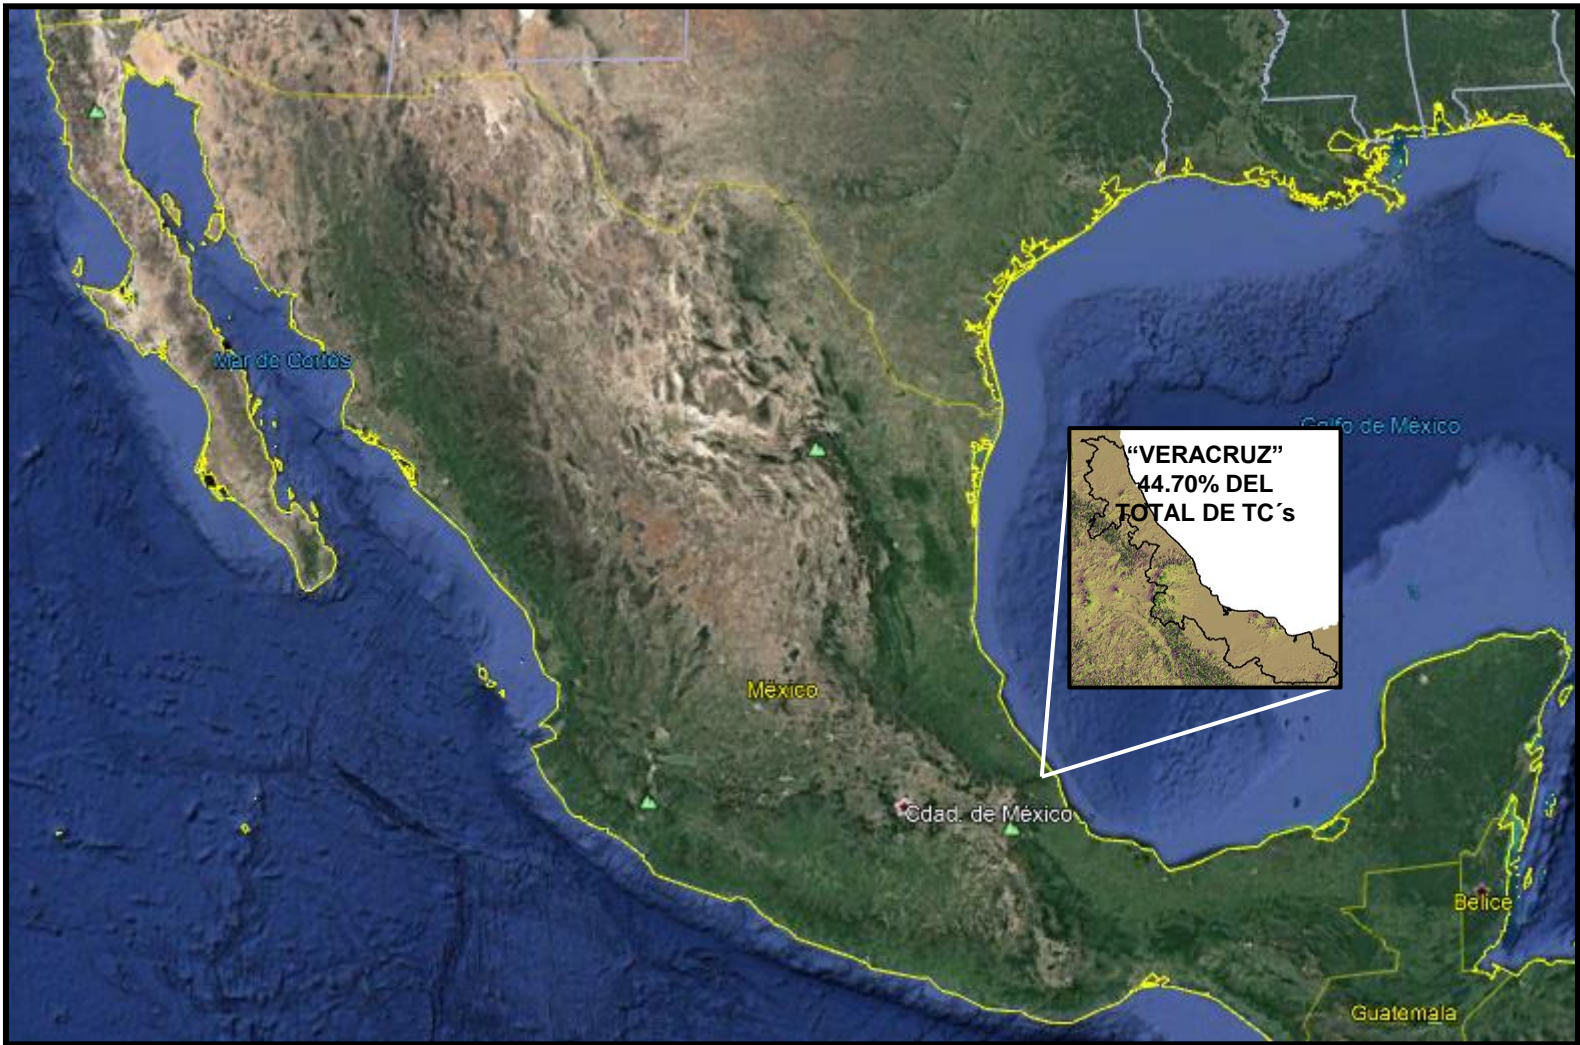 Mar de Cortés
Golfo de México
“VERACRUZ”
44.70% DEL
TOTAL DE TC´s
México
Cdad. de México
Belice
Guatemala